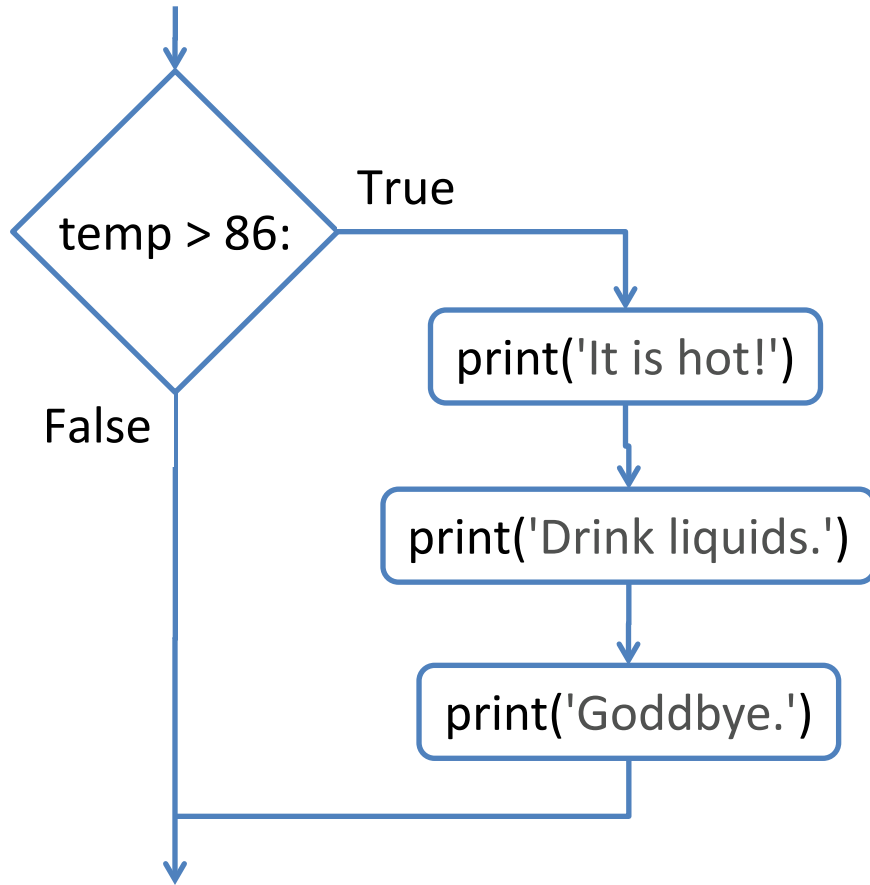 True
temp > 86:
print('It is hot!')
False
print('Drink liquids.')
print('Goddbye.')